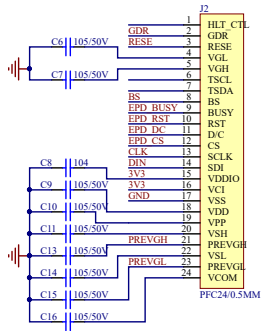 J2
1 HLT_CTL
GDR 2 GDR
C6 105/50V RESE 3 RESE
4 VGL
5 VGH
C7 105/50V 6 TSCL
7 TSDA
BS 8 BS
EPD_BUSY 9 BUSY
EPD_RST 10 RST
EPD_DC 11 D/C
EPD_CS 12 CS
CLK 13 SCLK
C8 104 DIN 14 SDI
3V3 15 VDDIO
C9 105/50V 3V3 16 VCI
GND 17 VSS
C10 105/50V 18 VDD
19 VPP
C11 105/50V 20 VSH
C13 105/50V PREVGH 21 PREVGH
22 VSL
C14 105/50V PREVGL 23 PREVGL
24 VCOM
C15 105/50V
PFC24/0.5MM
C16 105/50V